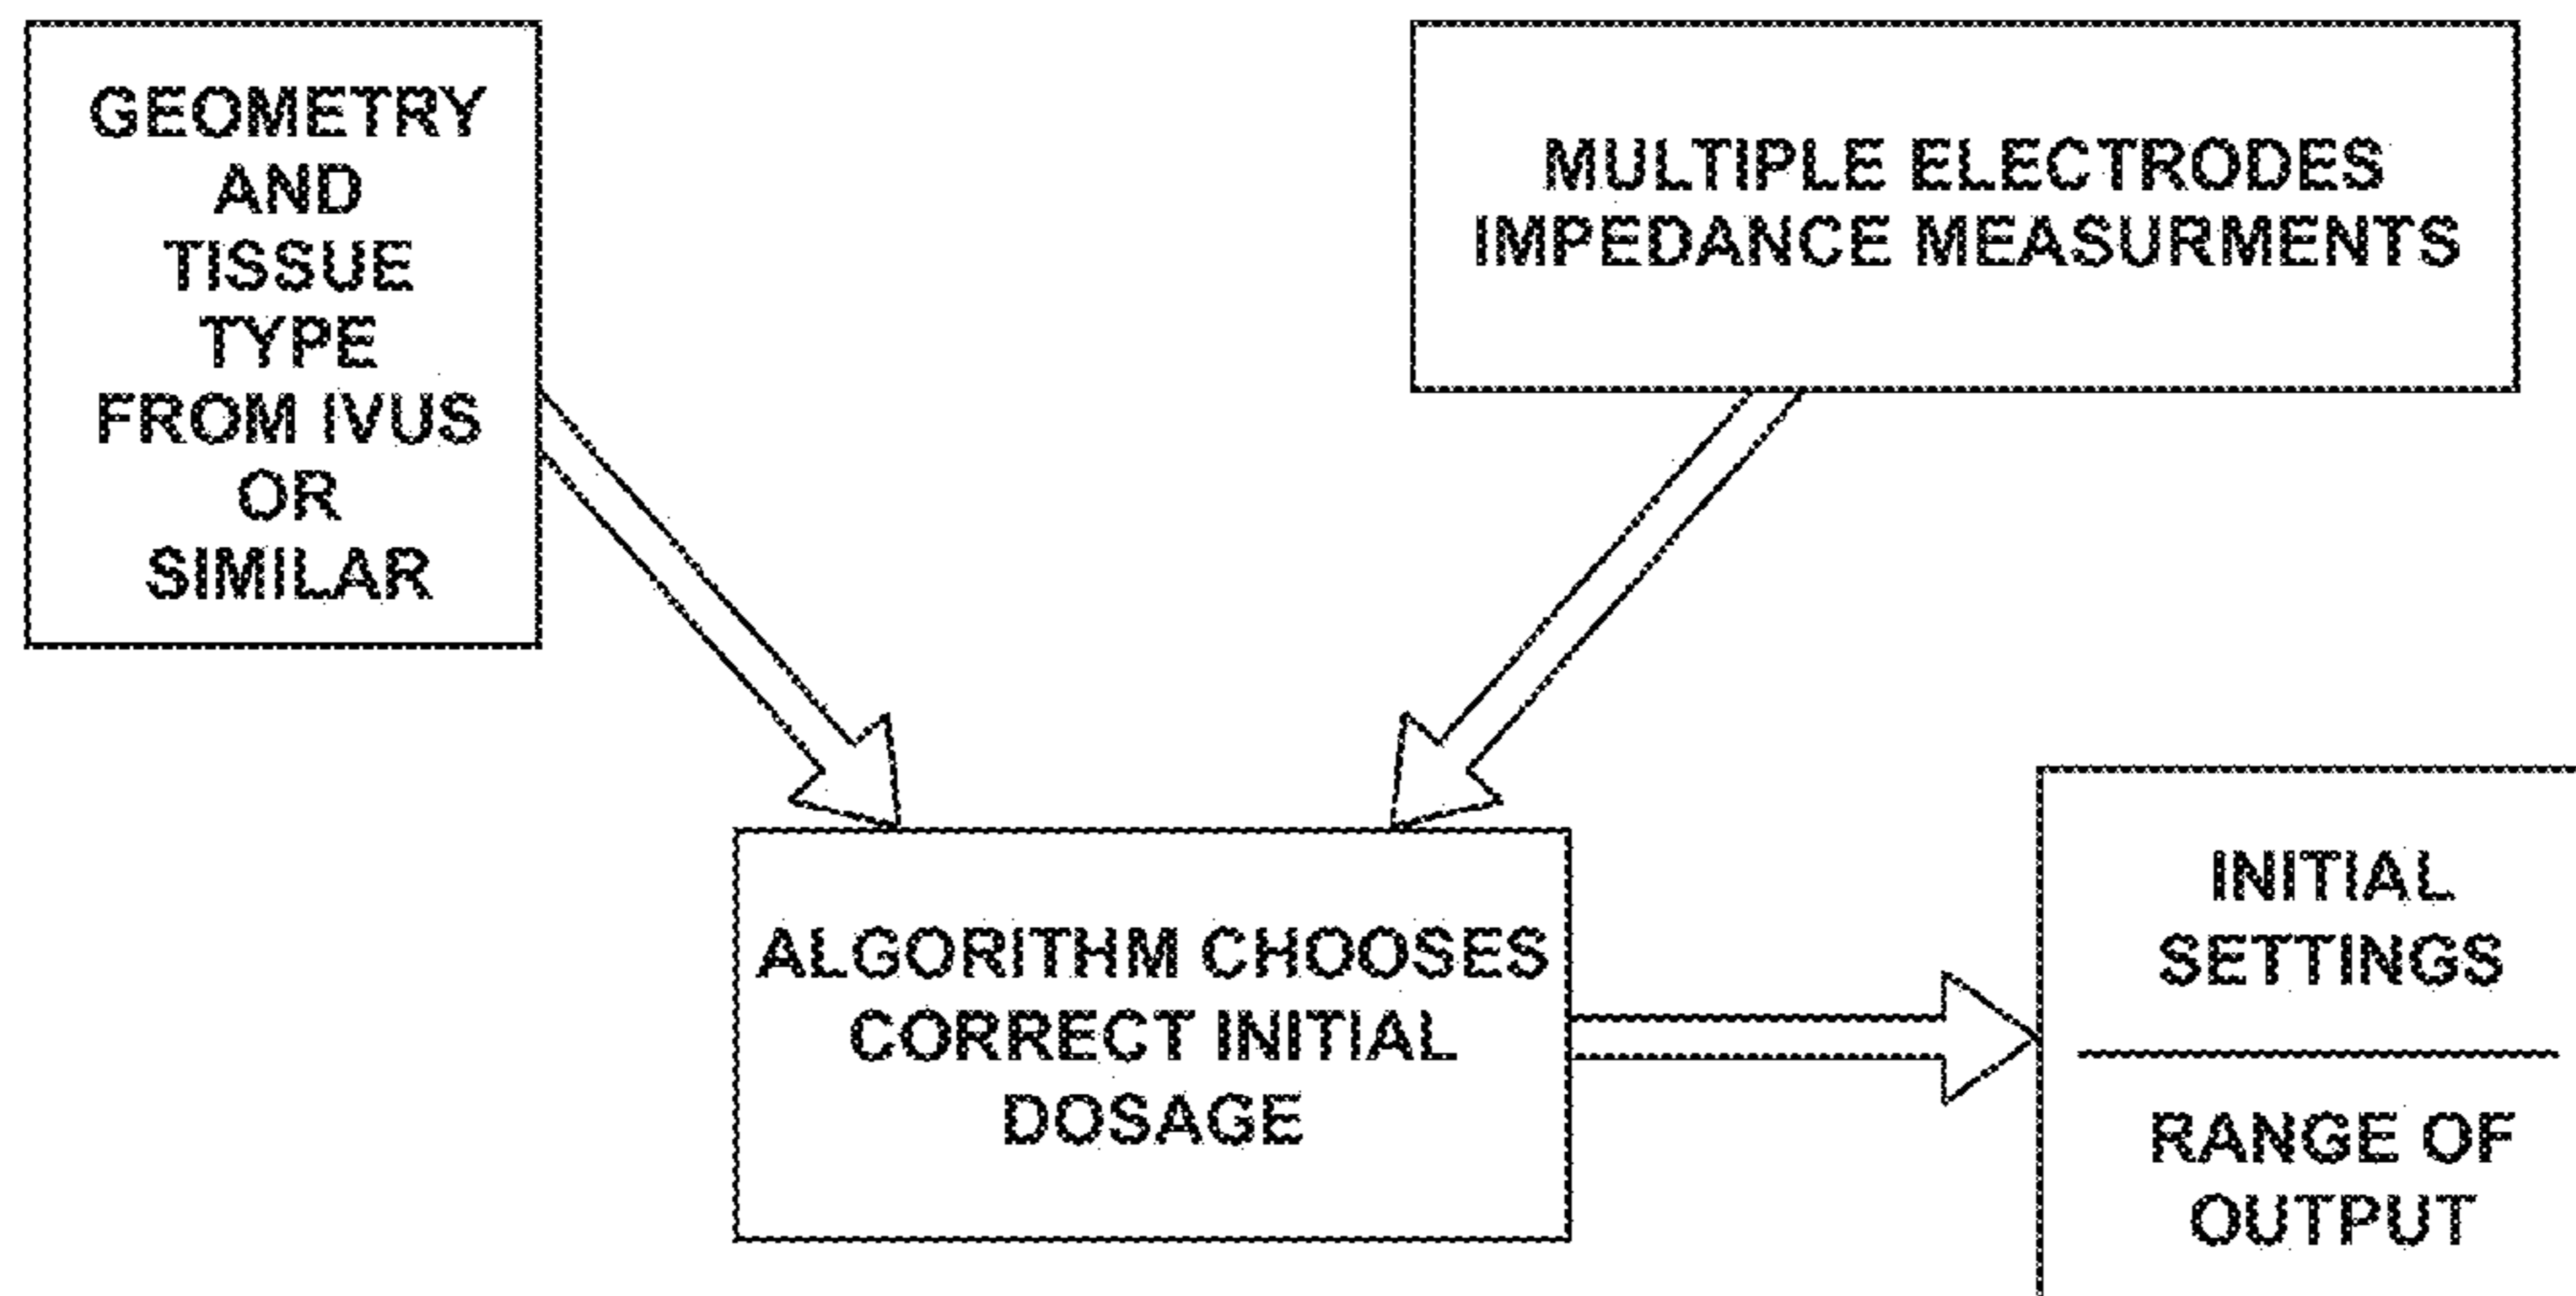 GEOMETRY
AND
TISSUE
TYPE
FROM IVUS
OR
SIMILAR
MULTIPLE ELECTRODES
IMPEDANCE MEASURMENTS
ALGORITHM CHOOSES
CORRECT INITIAL
DOSAGE
INITIAL
SETTINGS
RANGE OF
OUTPUT